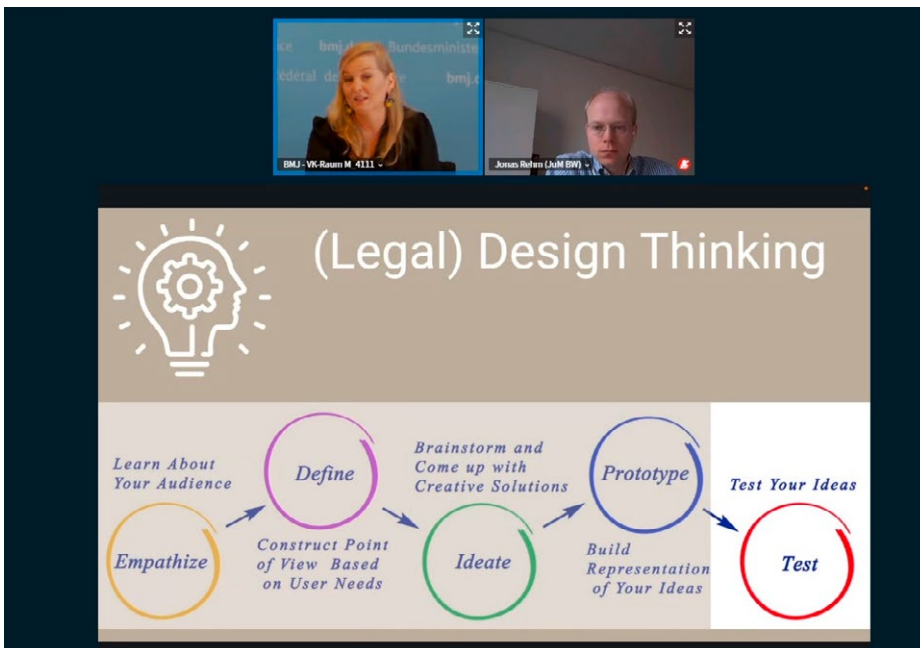 bmj.d
Bundesministe
fédéral de
bmj.d
BMJ - VK-Raum M 4111
Jonas Rehm (JuM BW)
(Legal) Design Thinking
Learn About
Your Audience
Empathize
Define
Construct Point
of View Based
on User Needs
Brainstorm and
Come up with
Creative Solutions
Ideate
Prototype
Build
Representation
of Your Ideas
Test Your Ideas
Test